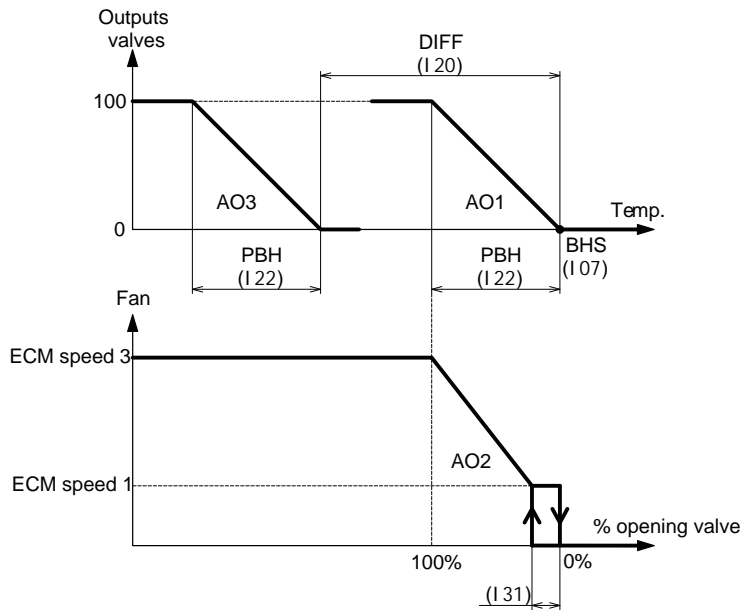 Outputs
valves
DIFF
(I 20)
100
AO3
AO1
Temp.
0
PBH
(I 22)
PBH
(I 22)
BHS
(I 07)
Fan
ECM speed 3
AO2
ECM speed 1
% opening valve
100%
0%
(I 31)